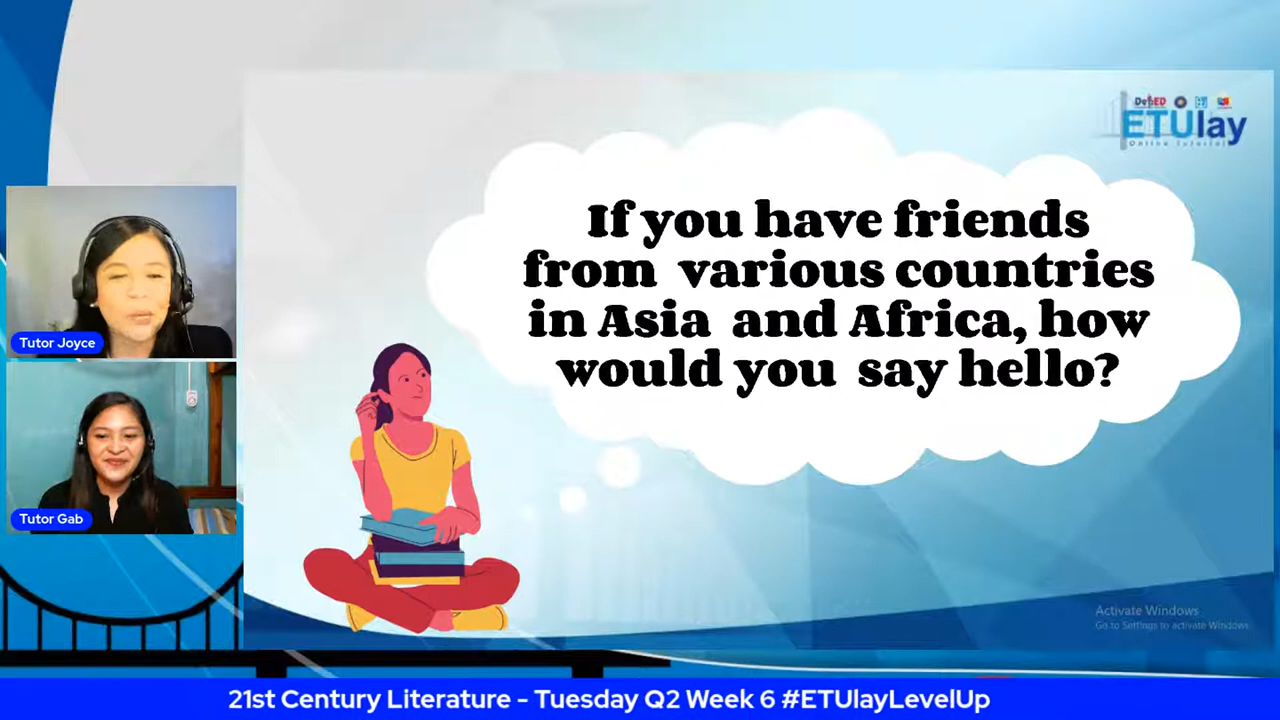 DepED
ETUlay
Online Tutorial
If you have friends
from various countries
in Asia and Africa, how
would you say hello?
Tutor Joyce
Tutor Gab
Activate Windows
Go to Settings to activate Windows.
21st Century Literature - Tuesday Q2 Week 6 #ETUlayLevelUp